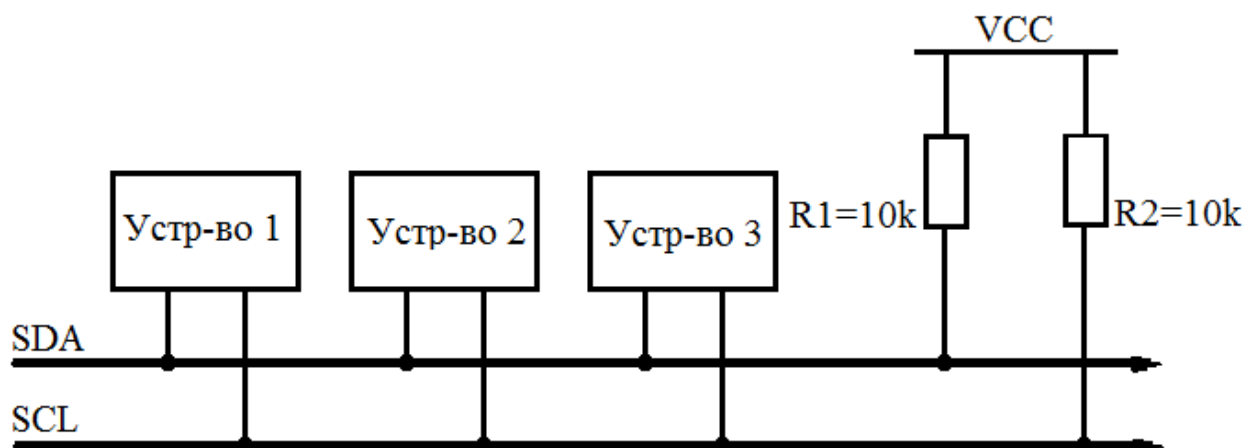 VCC
Устр-во 1
Устр-во 2
Устр-во 3
R1=10k
R2=10k
SDA
SCL